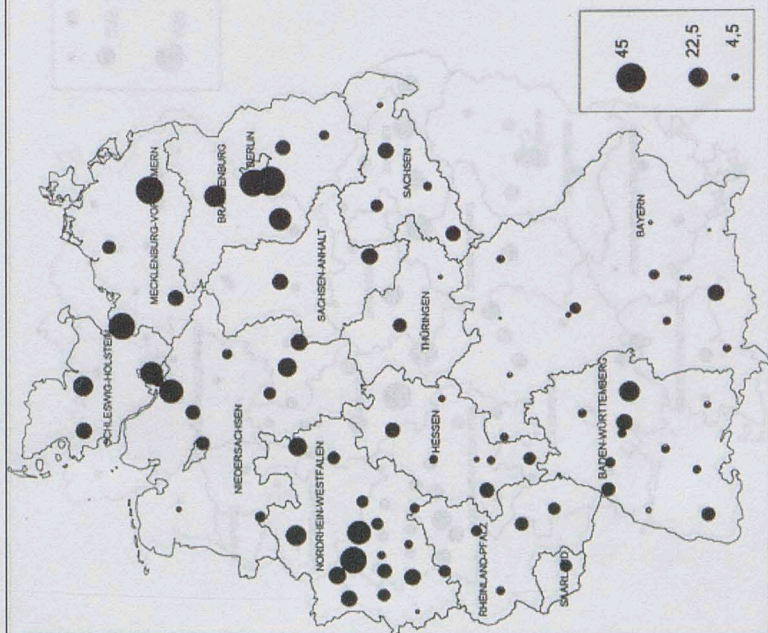 SCHLESWIG-HOLSTEIN
MECKLENBURG-VORPOMMERN
BRANDENBURG
BERLIN
NIEDERSACHSEN
SACHSEN-ANHALT
NORDRHEIN-WESTFALEN
SACHSEN
THÜRINGEN
HESSEN
RHEINLAND-PFALZ
SAARLAND
BADEN-WÜRTTEMBERG
BAYERN
45
22,5
4,5